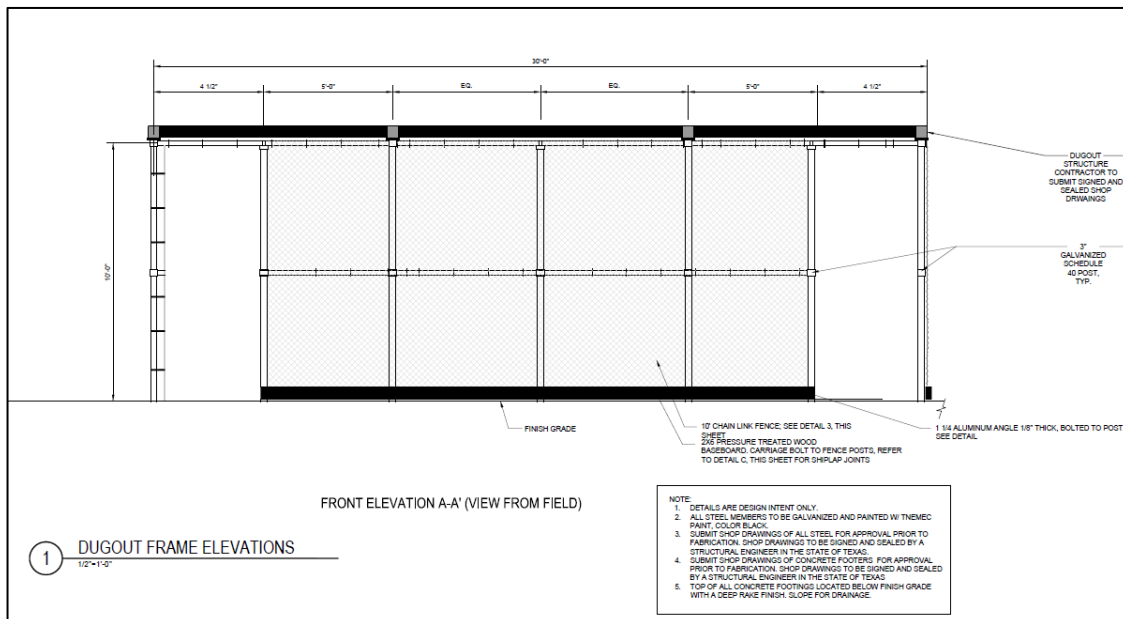 30'-0"
4 1/2"
5'-0"
EQ.
EQ.
5'-0"
4 1/2"
10'-0"
DUGOUT
STRUCTURE
CONTRACTOR TO
SUBMIT SIGNED AND
SEALED SHOP
DRWAINGS
3"
GALVANIZED
SCHEDULE
40 POST,
TYP.
FINISH GRADE
10' CHAIN LINK FENCE; SEE DETAIL 3, THIS
SHEET
2X6 PRESSURE TREATED WOOD
BASEBOARD. CARRIAGE BOLT TO FENCE POSTS, REFER
TO DETAIL C, THIS SHEET FOR SHIPLAP JOINTS
1 1/4 ALUMINUM ANGLE 1/8" THICK, BOLTED TO POST
SEE DETAIL
FRONT ELEVATION A-A' (VIEW FROM FIELD)
1
DUGOUT FRAME ELEVATIONS
1/2"=1'-0"
NOTE:
1. DETAILS ARE DESIGN INTENT ONLY.
2. ALL STEEL MEMBERS TO BE GALVANIZED AND PAINTED W/ TNEMEC
PAINT, COLOR BLACK.
3. SUBMIT SHOP DRAWINGS OF ALL STEEL FOR APPROVAL PRIOR TO
FABRICATION. SHOP DRAWINGS TO BE SIGNED AND SEALED BY A
STRUCTURAL ENGINEER IN THE STATE OF TEXAS.
4. SUBMIT SHOP DRAWINGS OF CONCRETE FOOTERS FOR APPROVAL
PRIOR TO FABRICATION. SHOP DRAWINGS TO BE SIGNED AND SEALED
BY A STRUCTURAL ENGINEER IN THE STATE OF TEXAS
5. TOP OF ALL CONCRETE FOOTINGS LOCATED BELOW FINISH GRADE
WITH A DEEP RAKE FINISH. SLOPE FOR DRAINAGE.